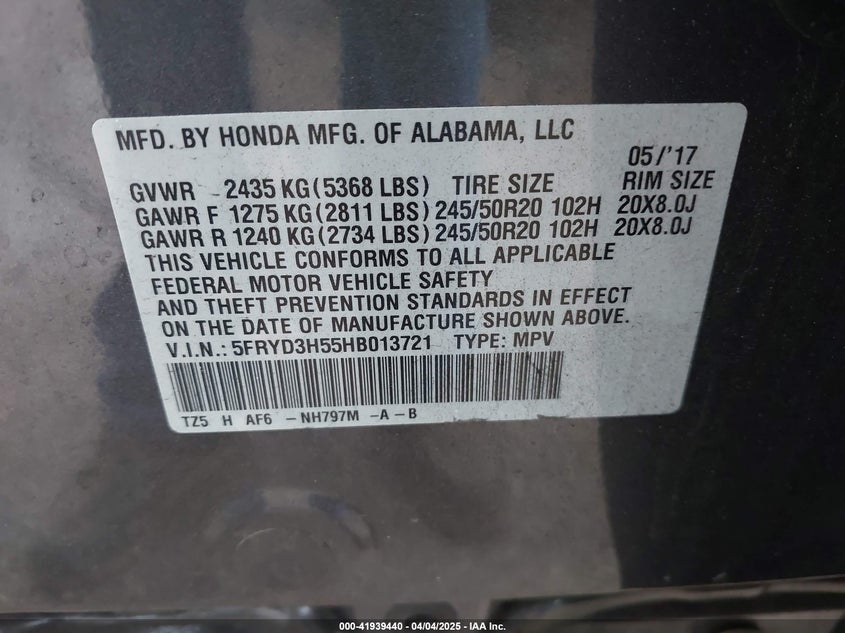 MFD. BY HONDA MFG. OF ALABAMA, LLC
05/'17
GVWR 2435 KG (5368 LBS) TIRE SIZE RIM SIZE
GAWR F 1275 KG (2811 LBS) 245/50R20 102H 20X8.0J
GAWR R 1240 KG (2734 LBS) 245/50R20 102H 20X8.0J
THIS VEHICLE CONFORMS TO ALL APPLICABLE
FEDERAL MOTOR VEHICLE SAFETY
AND THEFT PREVENTION STANDARDS IN EFFECT
ON THE DATE OF MANUFACTURE SHOWN ABOVE.
V.I.N.: 5FRYD3H55HB013721 TYPE: MPV
TZ5 H AF6 – NH797M –A –B
000-41939440 - 04/04/2025 - IAA Inc.